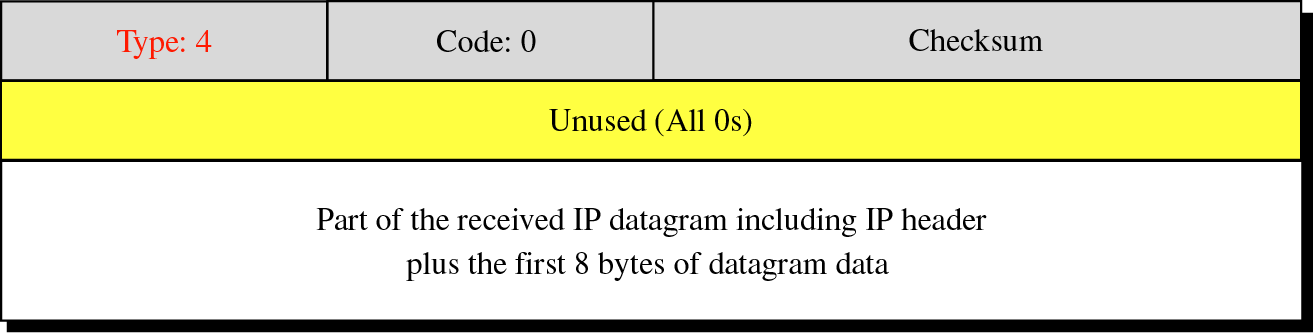 Type: 4
Code: 0
Checksum
Unused (All 0s)
Part of the received IP datagram including IP header
plus the first 8 bytes of datagram data